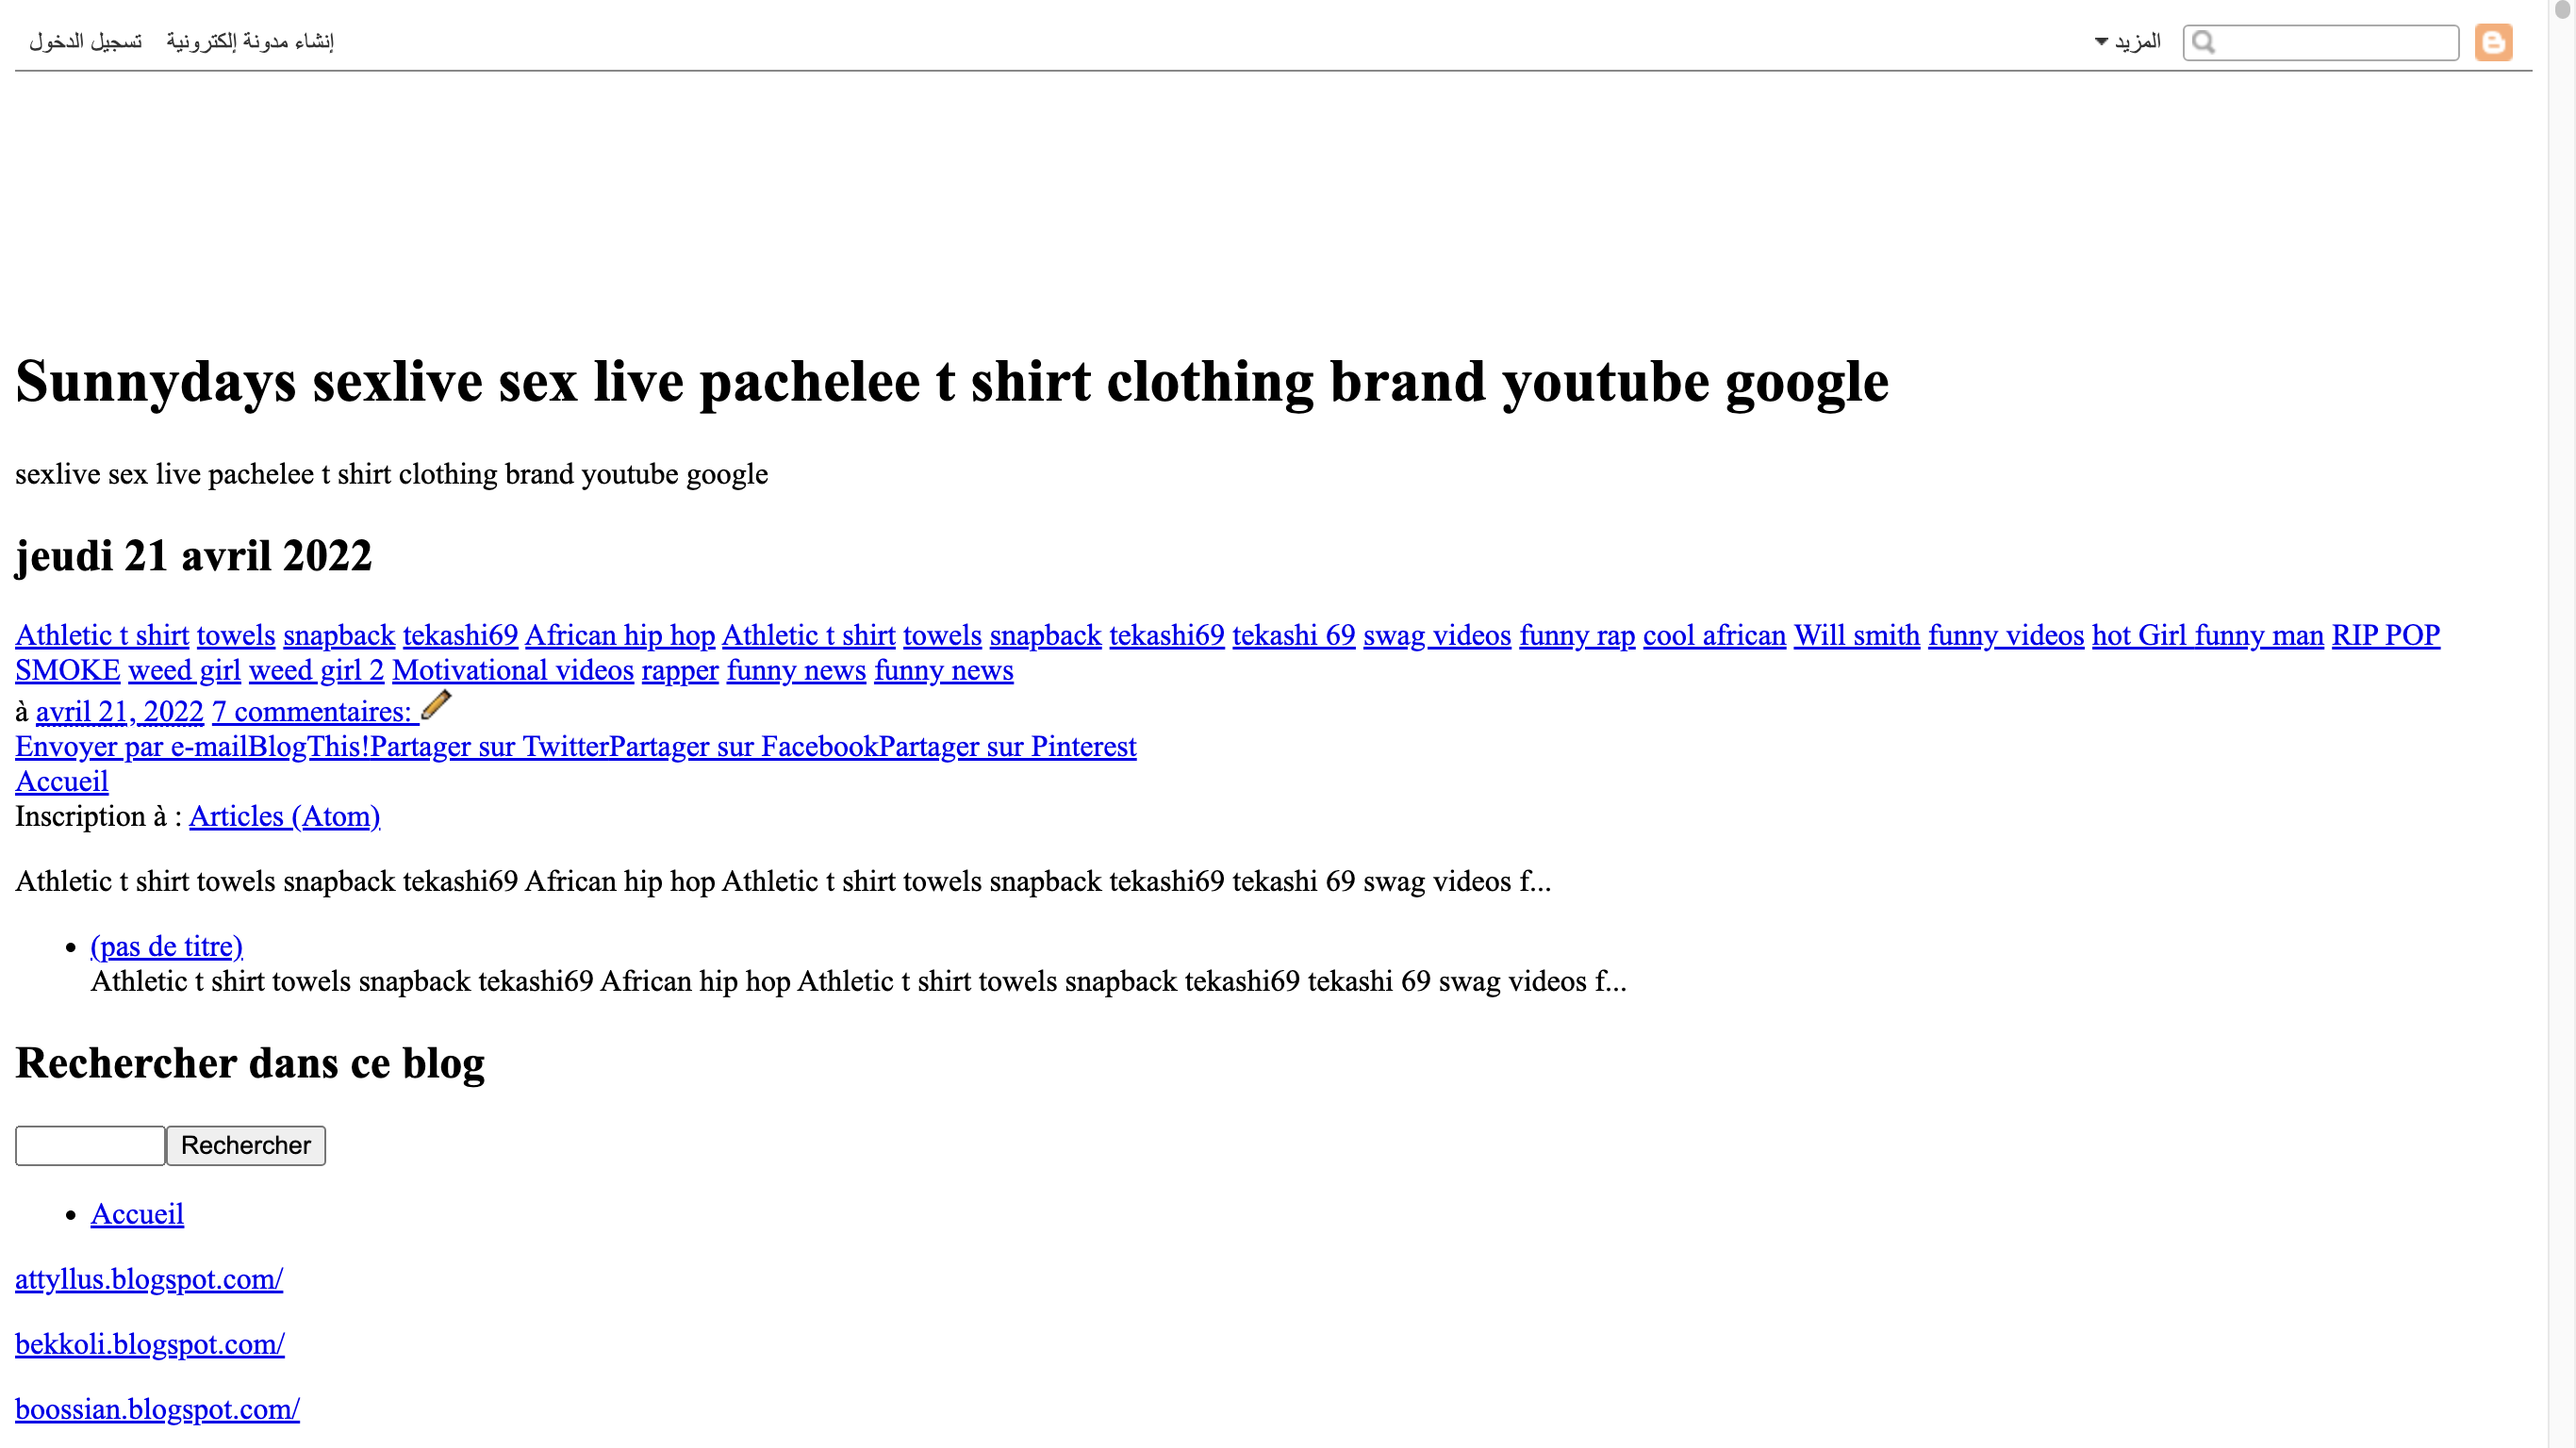 تسجيل الدخول إنشاء مدونة إلكترونية المزيد
Sunnydays sexlive sex live pachelee t shirt clothing brand youtube google
sexlive sex live pachelee t shirt clothing brand youtube google
jeudi 21 avril 2022
Athletic t shirt towels snapback tekashi69 African hip hop Athletic t shirt towels snapback tekashi69 tekashi 69 swag videos funny rap cool african Will smith funny videos hot Girl funny man RIP POP
SMOKE weed girl weed girl 2 Motivational videos rapper funny news funny news
à avril 21, 2022 7 commentaires:
Envoyer par e-mailBlogThis!Partager sur TwitterPartager sur FacebookPartager sur Pinterest
Accueil
Inscription à : Articles (Atom)
Athletic t shirt towels snapback tekashi69 African hip hop Athletic t shirt towels snapback tekashi69 tekashi 69 swag videos f...
(pas de titre)
Athletic t shirt towels snapback tekashi69 African hip hop Athletic t shirt towels snapback tekashi69 tekashi 69 swag videos f...
Rechercher dans ce blog
Rechercher
Accueil
attyllus.blogspot.com/
bekkoli.blogspot.com/
boossian.blogspot.com/